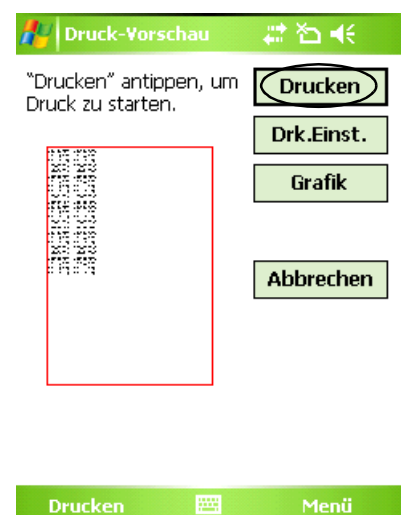 Druck-Vorschau
"Drucken" antippen, um
Druck zu starten.
Drucken
Drk.Einst.
Grafik
Abbrechen
Drucken
Menü